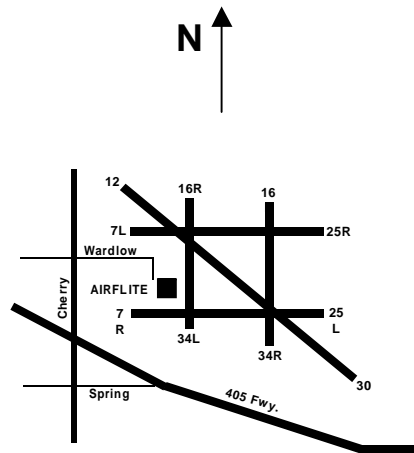 N
12
16R
16
7L
25R
Wardlow
Cherry
AIRFLITE
7
R
25
L
34L
34R
30
405 Fwy.
Spring